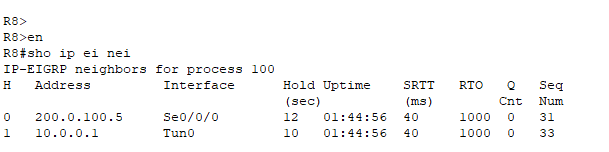 R8>
R8>en
R8#sho ip ei nei
IP-EIGRP neighbors for process 100
H   Address         Interface      Hold Uptime    SRTT   RTO   Q   Seq
                                   (sec)          (ms)        Cnt  Num
0   200.0.100.5     Se0/0/0        12   01:44:56  40     1000  0   31
1   10.0.0.1        Tun0           10   01:44:56  40     1000  0   33